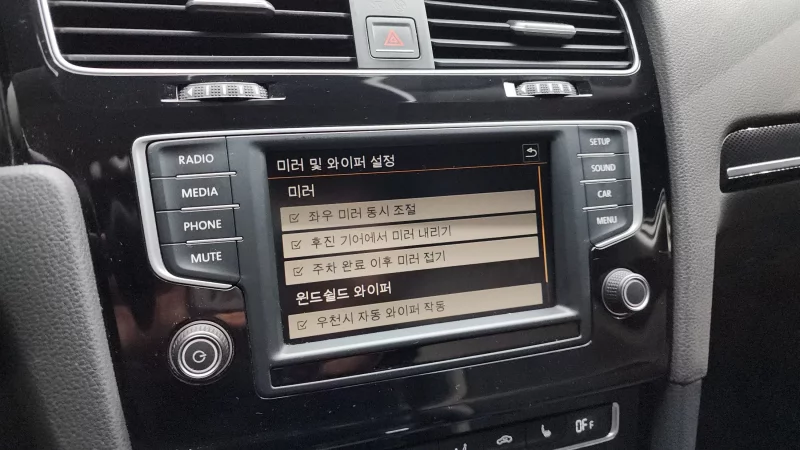 RADIO
MEDIA
PHONE
MUTE
미러 및 와이퍼 설정
미러
좌우 미러 동시 조절
후진 기어에서 미러 내리기
주차 완료 이후 미러 접기
윈드쉴드 와이퍼
우천시 자동 와이퍼 작동
SETUP
SOUND
CAR
MENU
OFF